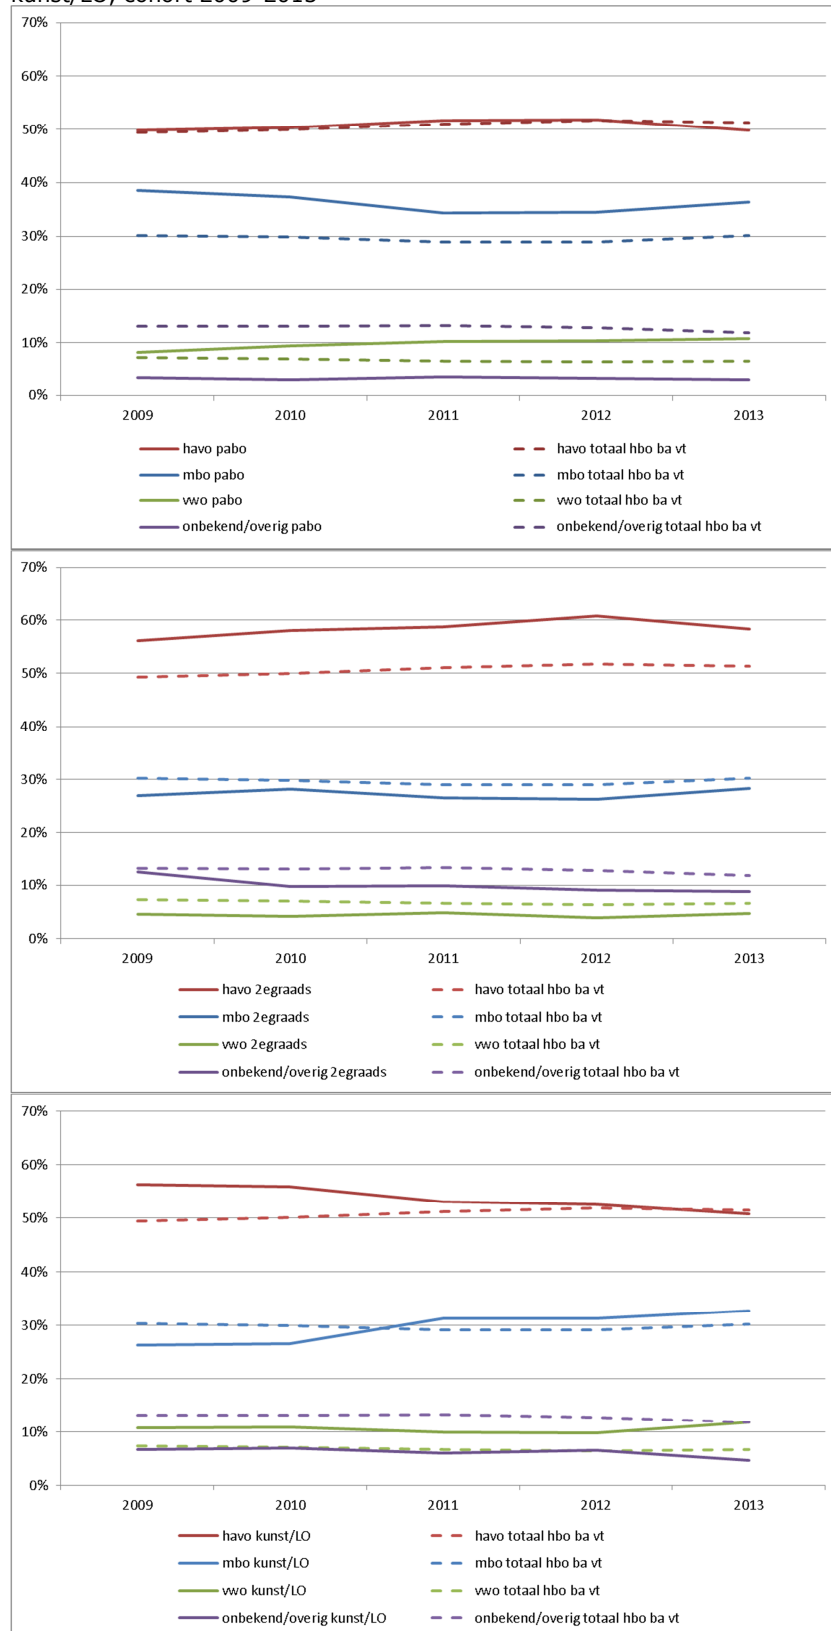 kunst/LO, cohort 2009-2013
70%
60%
50%
40%
30%
20%
10%
0%
2009 2010 2011 2012 2013
havo pabo havo totaal hbo ba vt
mbo pabo mbo totaal hbo ba vt
vwo pabo vwo totaal hbo ba vt
onbekend/overig pabo onbekend/overig totaal hbo ba vt
70%
60%
50%
40%
30%
20%
10%
0%
2009 2010 2011 2012 2013
havo 2egraads havo totaal hbo ba vt
mbo 2egraads mbo totaal hbo ba vt
vwo 2egraads vwo totaal hbo ba vt
onbekend/overig 2egraads onbekend/overig totaal hbo ba vt
70%
60%
50%
40%
30%
20%
10%
0%
2009 2010 2011 2012 2013
havo kunst/LO havo totaal hbo ba vt
mbo kunst/LO mbo totaal hbo ba vt
vwo kunst/LO vwo totaal hbo ba vt
onbekend/overig kunst/LO onbekend/overig totaal hbo ba vt